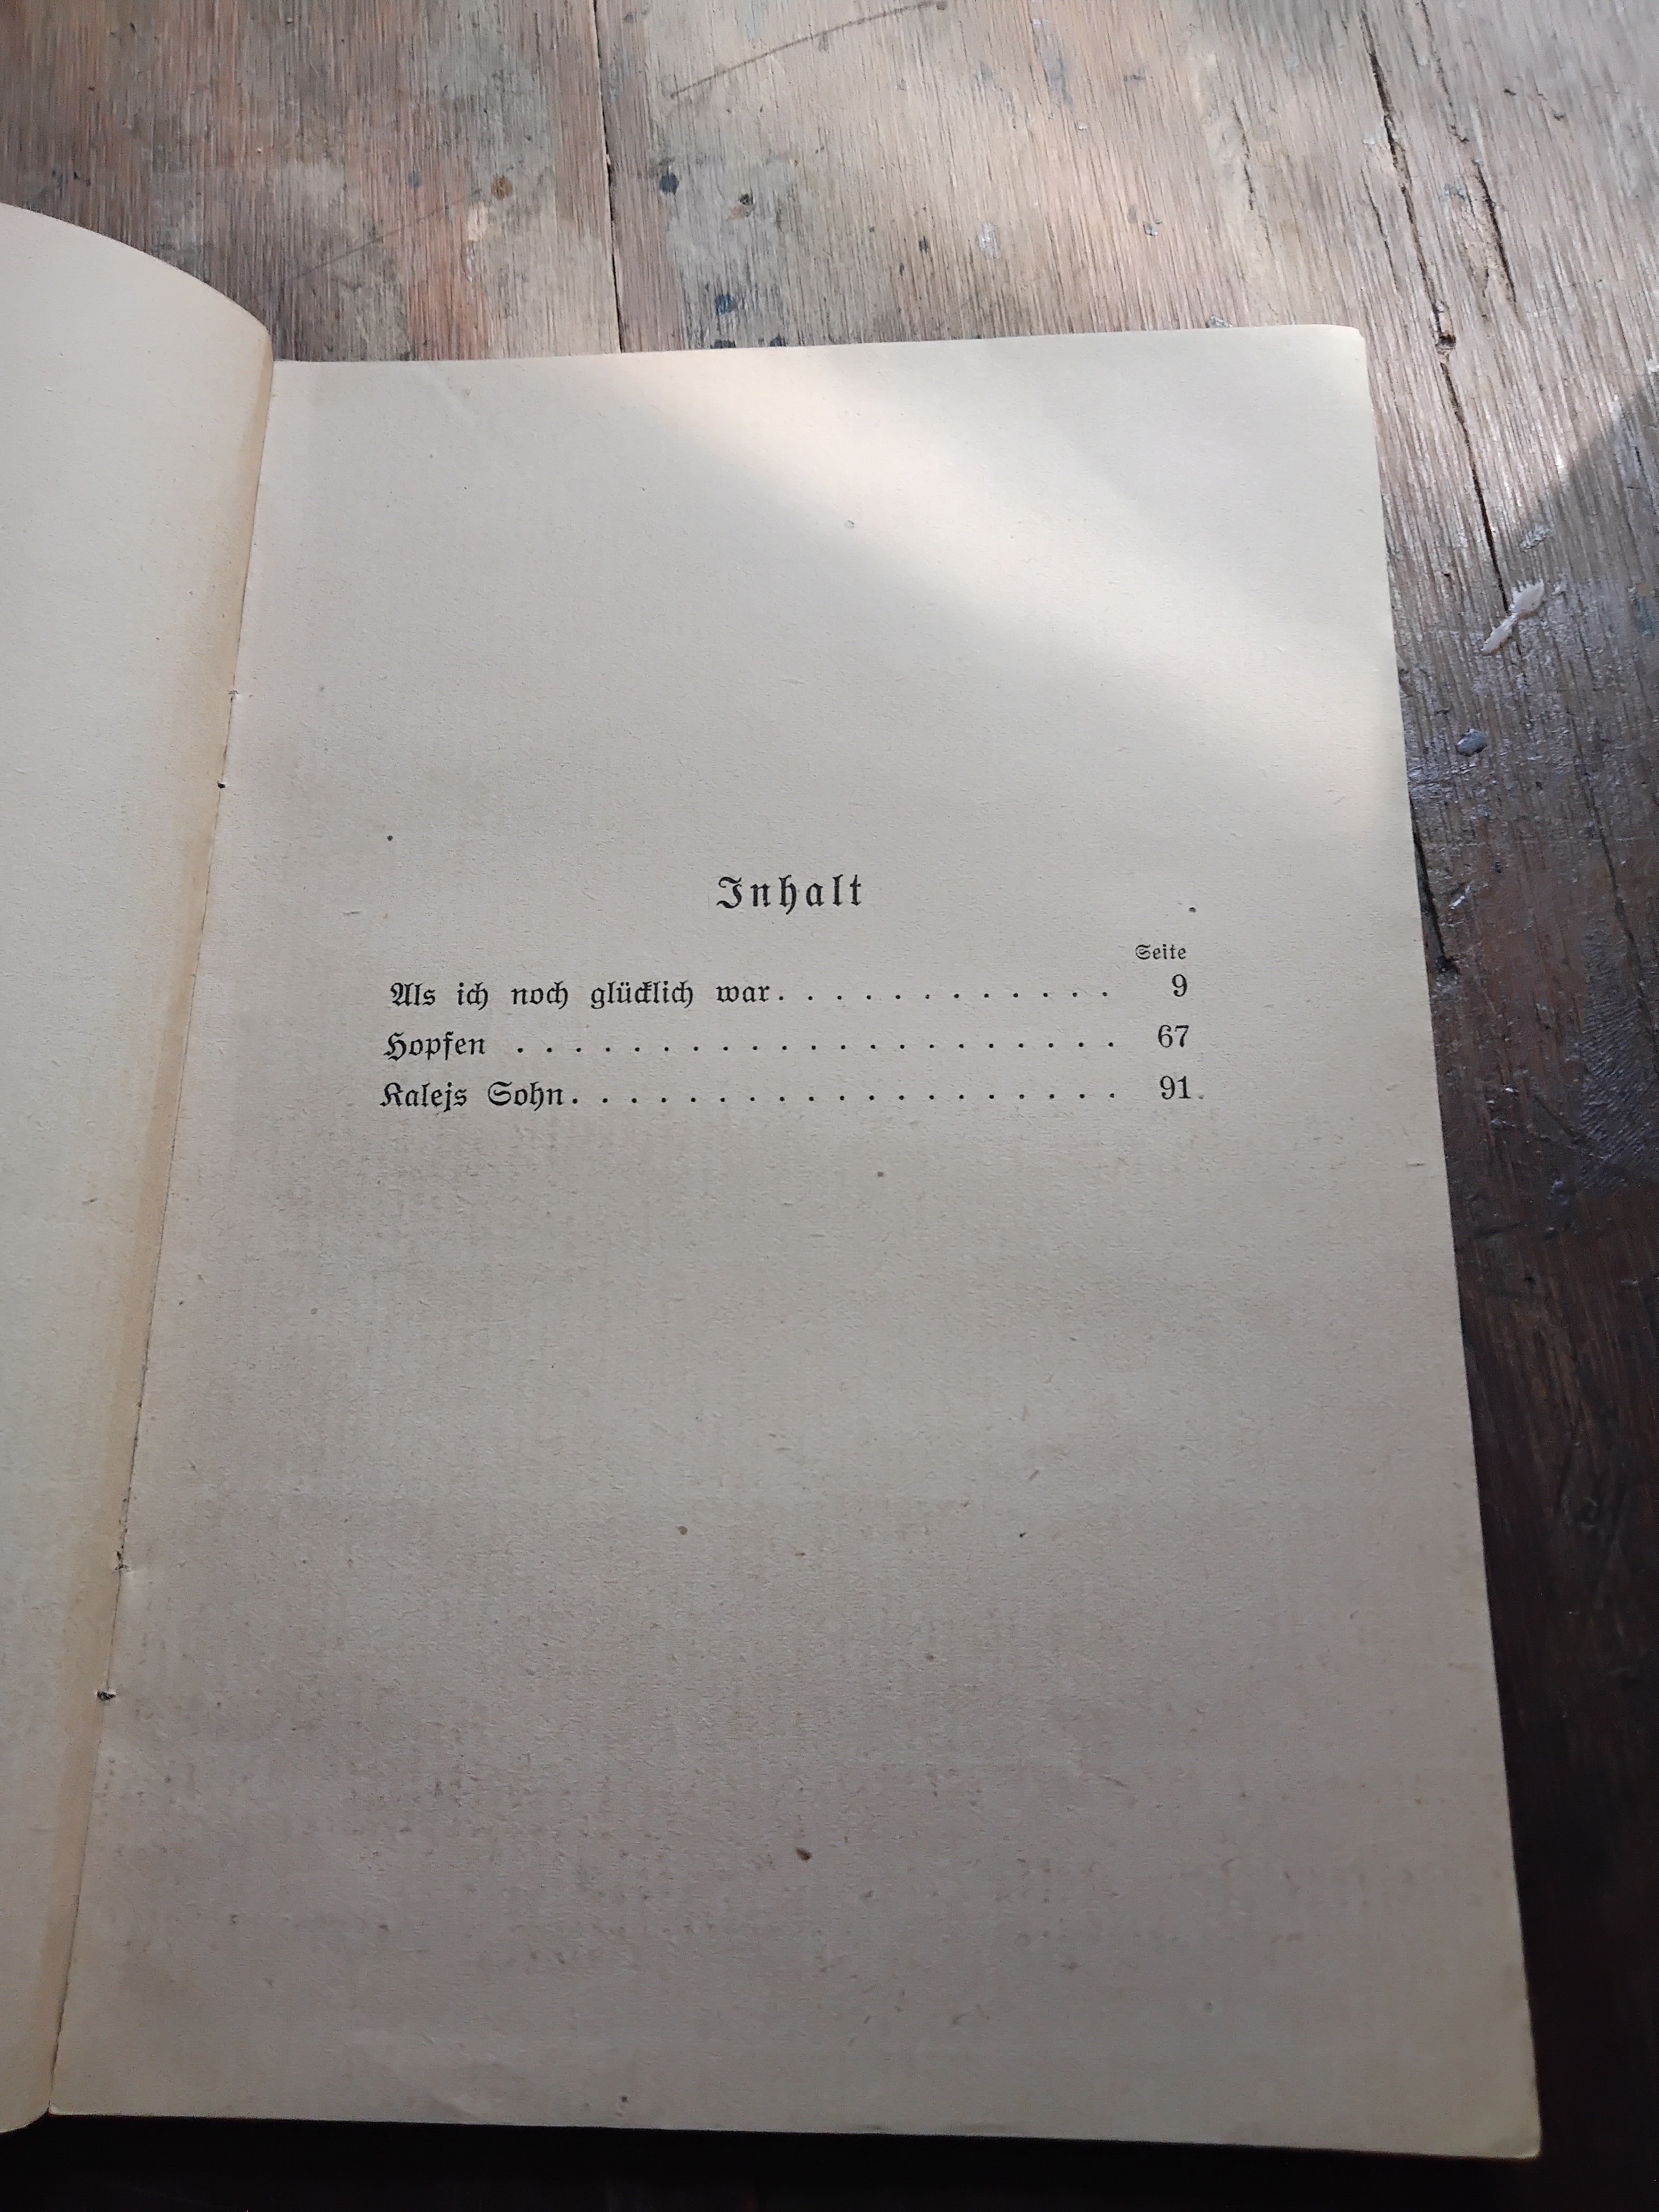 Inhalt
Seite
Als ich noch glücklich war. . . . . . . . . . . . 9
Hopfen . . . . . . . . . . . . . . . . . . . . . 67
Kalejs Sohn. . . . . . . . . . . . . . . . . . . 91